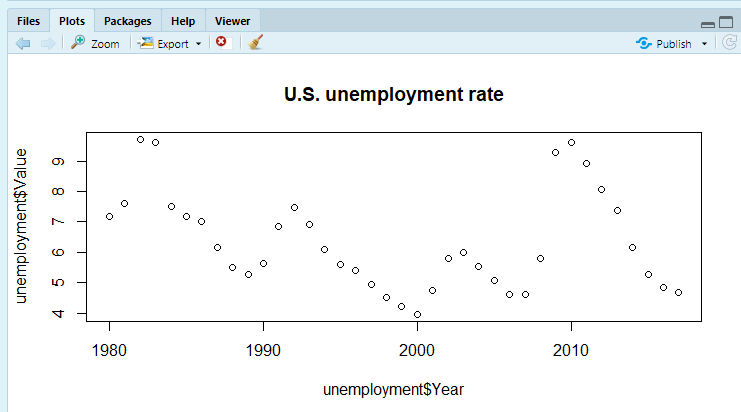 Files Plots Packages Help Viewer
Zoom Export Publish
U.S. unemployment rate
unemployment$Value
9
8
7
6
5
4
1980 1990 2000 2010
unemployment$Year